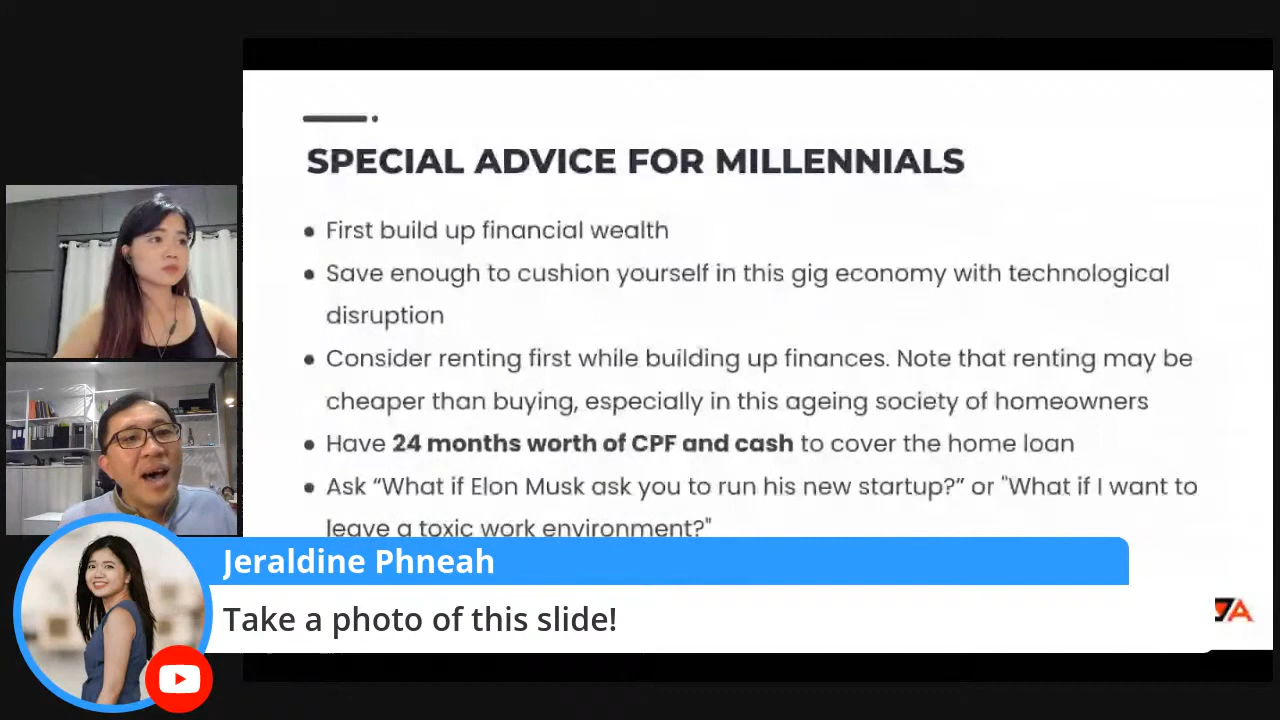 SPECIAL ADVICE FOR MILLENNIALS
• First build up financial wealth
• Save enough to cushion yourself in this gig economy with technological
disruption
• Consider renting first while building up finances. Note that renting may be
cheaper than buying, especially in this ageing society of homeowners
• Have 24 months worth of CPF and cash to cover the home loan
• Ask “What if Elon Musk ask you to run his new startup?” or "What if I want to
leave a toxic work environment?"
Jeraldine Phneah
Take a photo of this slide!